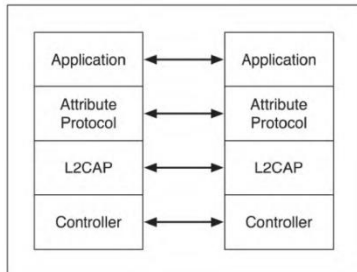 Application
Application
Attribute
Protocol
Attribute
Protocol
L2CAP
L2CAP
Controller
Controller